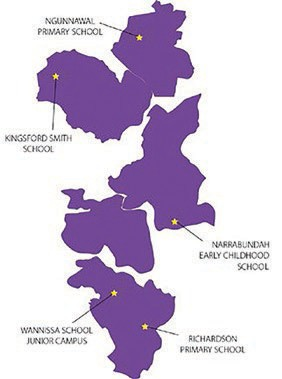 NGUNNAWAL
PRIMARY SCHOOL
KINGSFORD SMITH
SCHOOL
NARRABUNDAH
EARLY CHILDHOOD
SCHOOL
WANNISSA SCHOOL
JUNIOR CAMPUS
RICHARDSON
PRIMARY SCHOOL